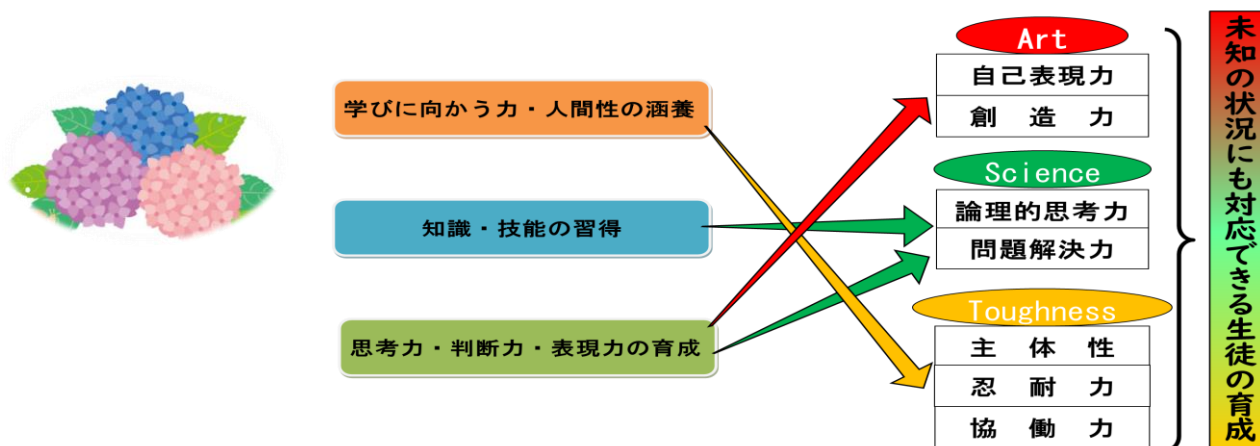 学びに向かう力・人間性の涵養
知識・技能の習得
思考力・判断力・表現力の育成
Art
自己表現力
創造力
Science
論理的思考力
問題解決力
Toughness
主体性
忍耐力
協働力
未知の状況にも対応できる生徒の育成